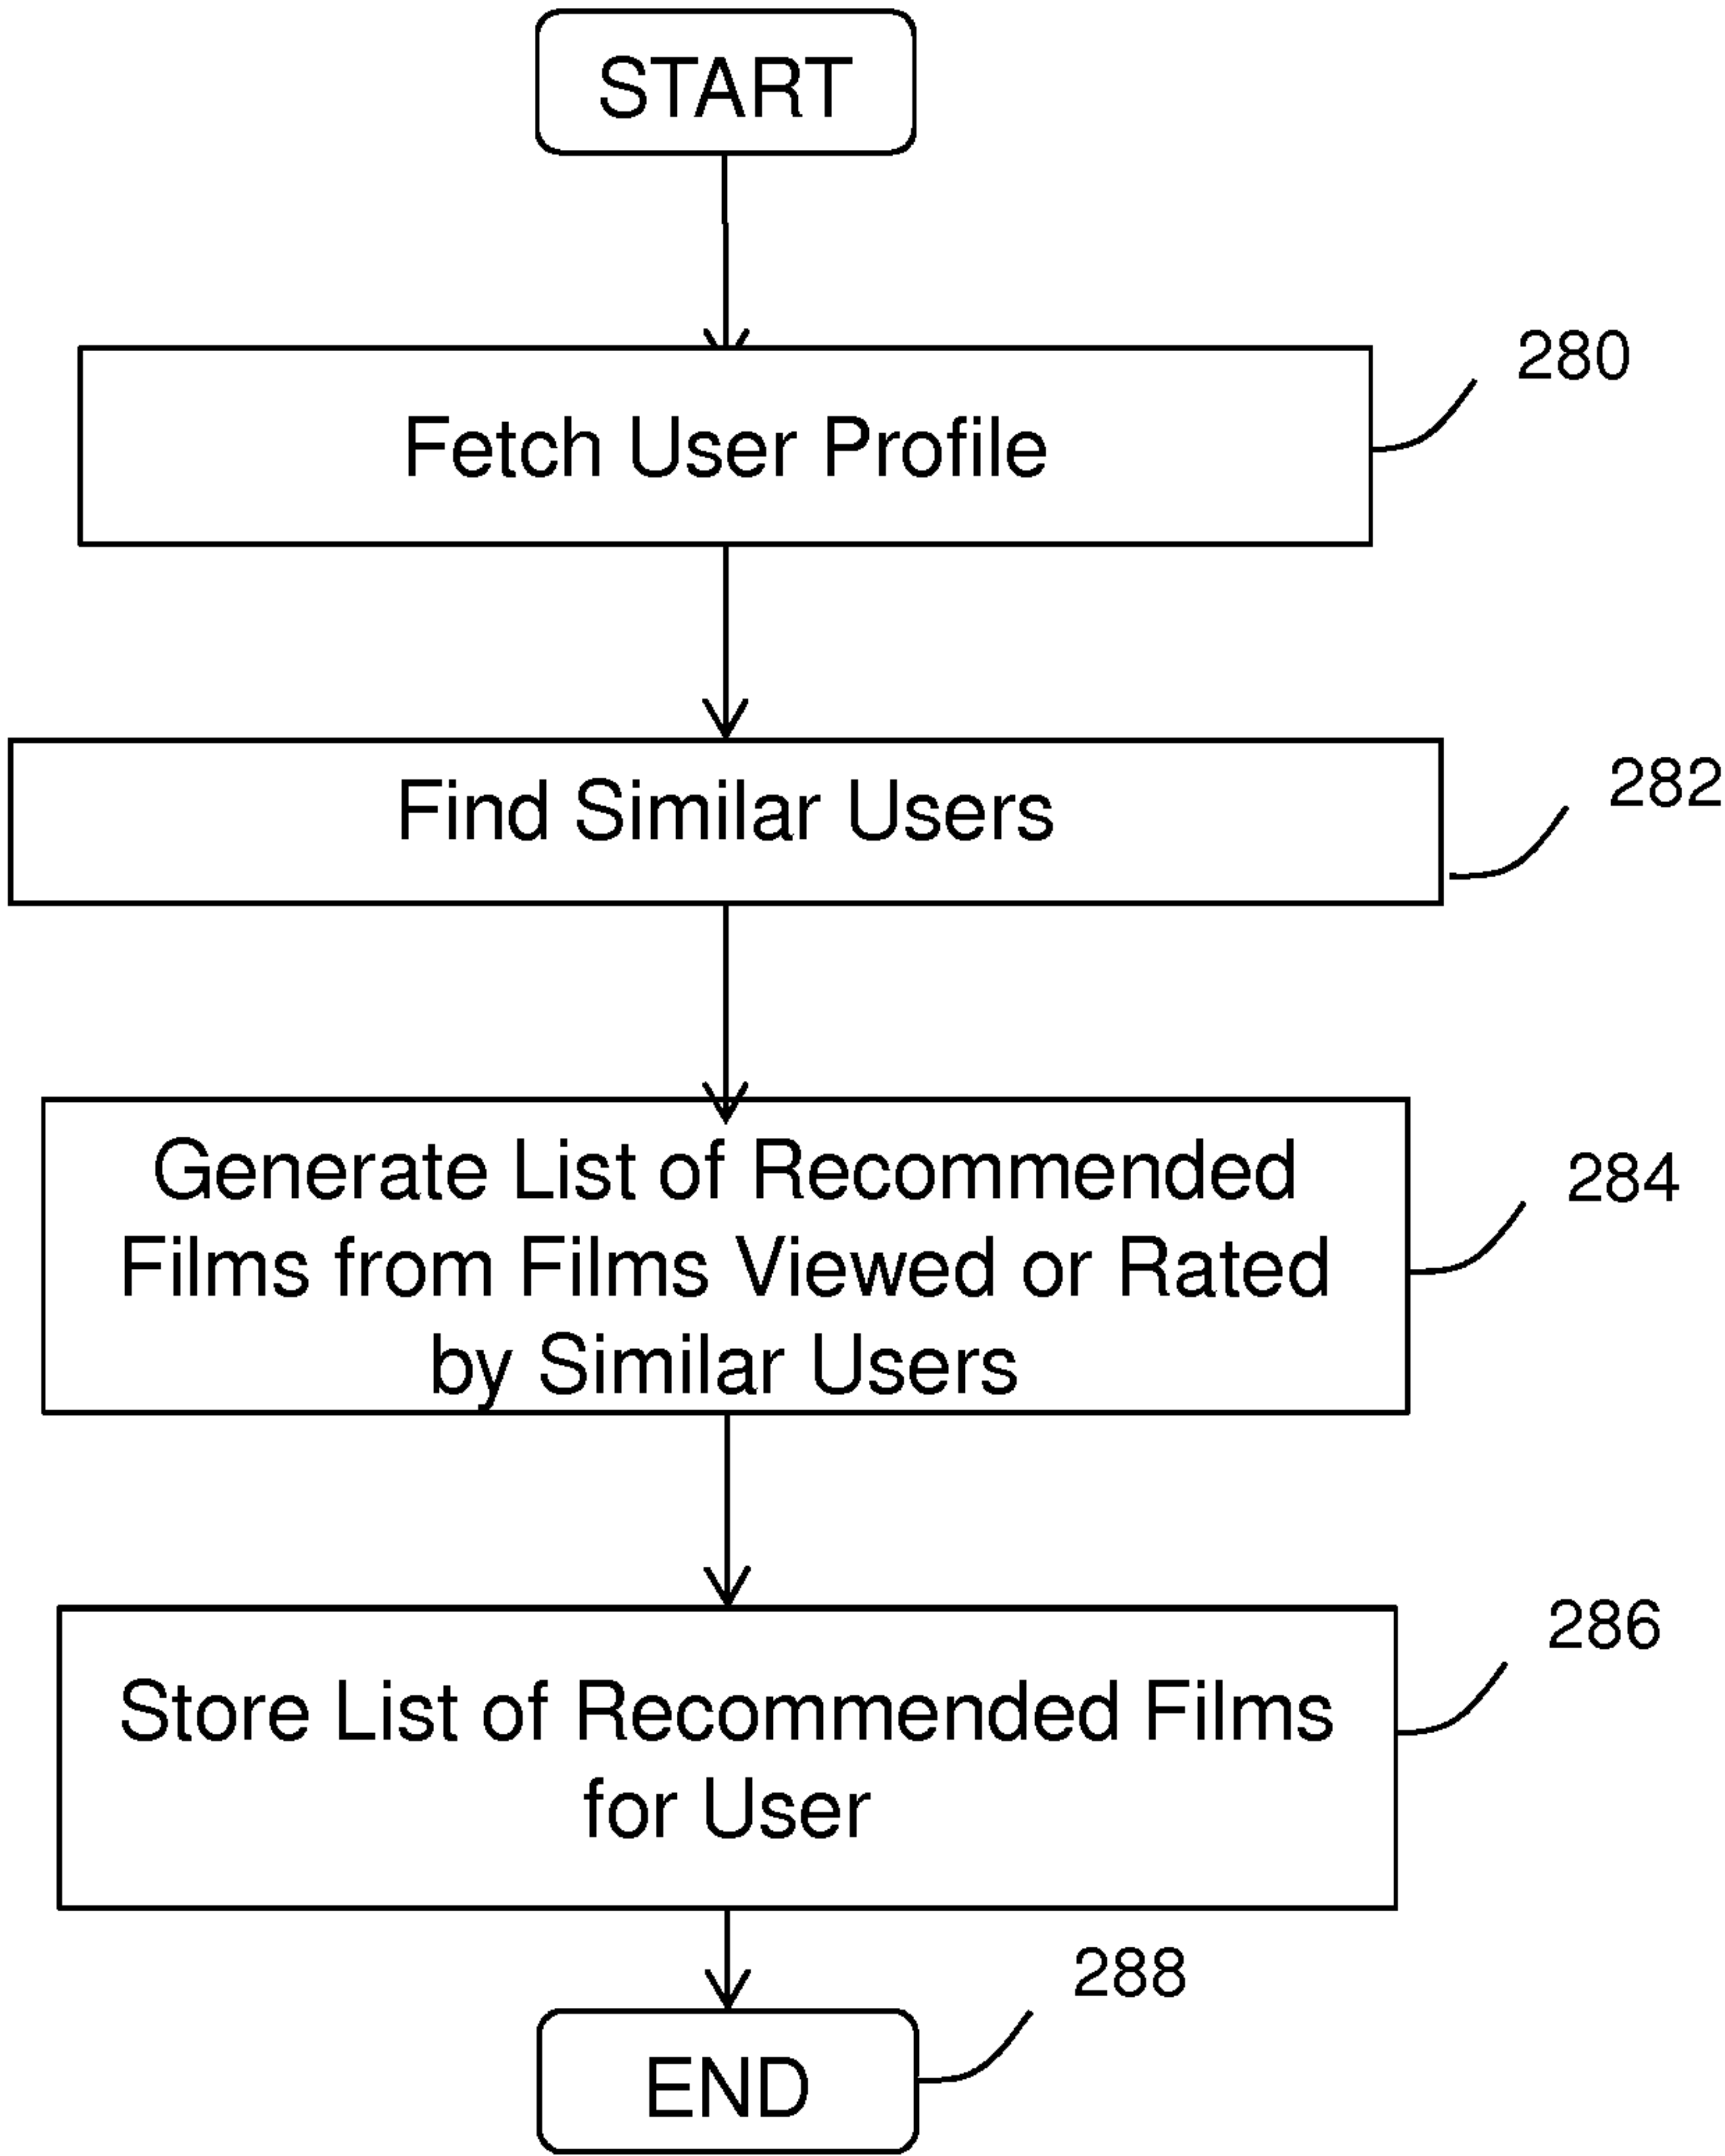 START
280
Fetch User Profile
282
Find Similar Users
284
Generate List of Recommended
Films from Films Viewed or Rated
by Similar Users
286
Store List of Recommended Films
for User
288
END